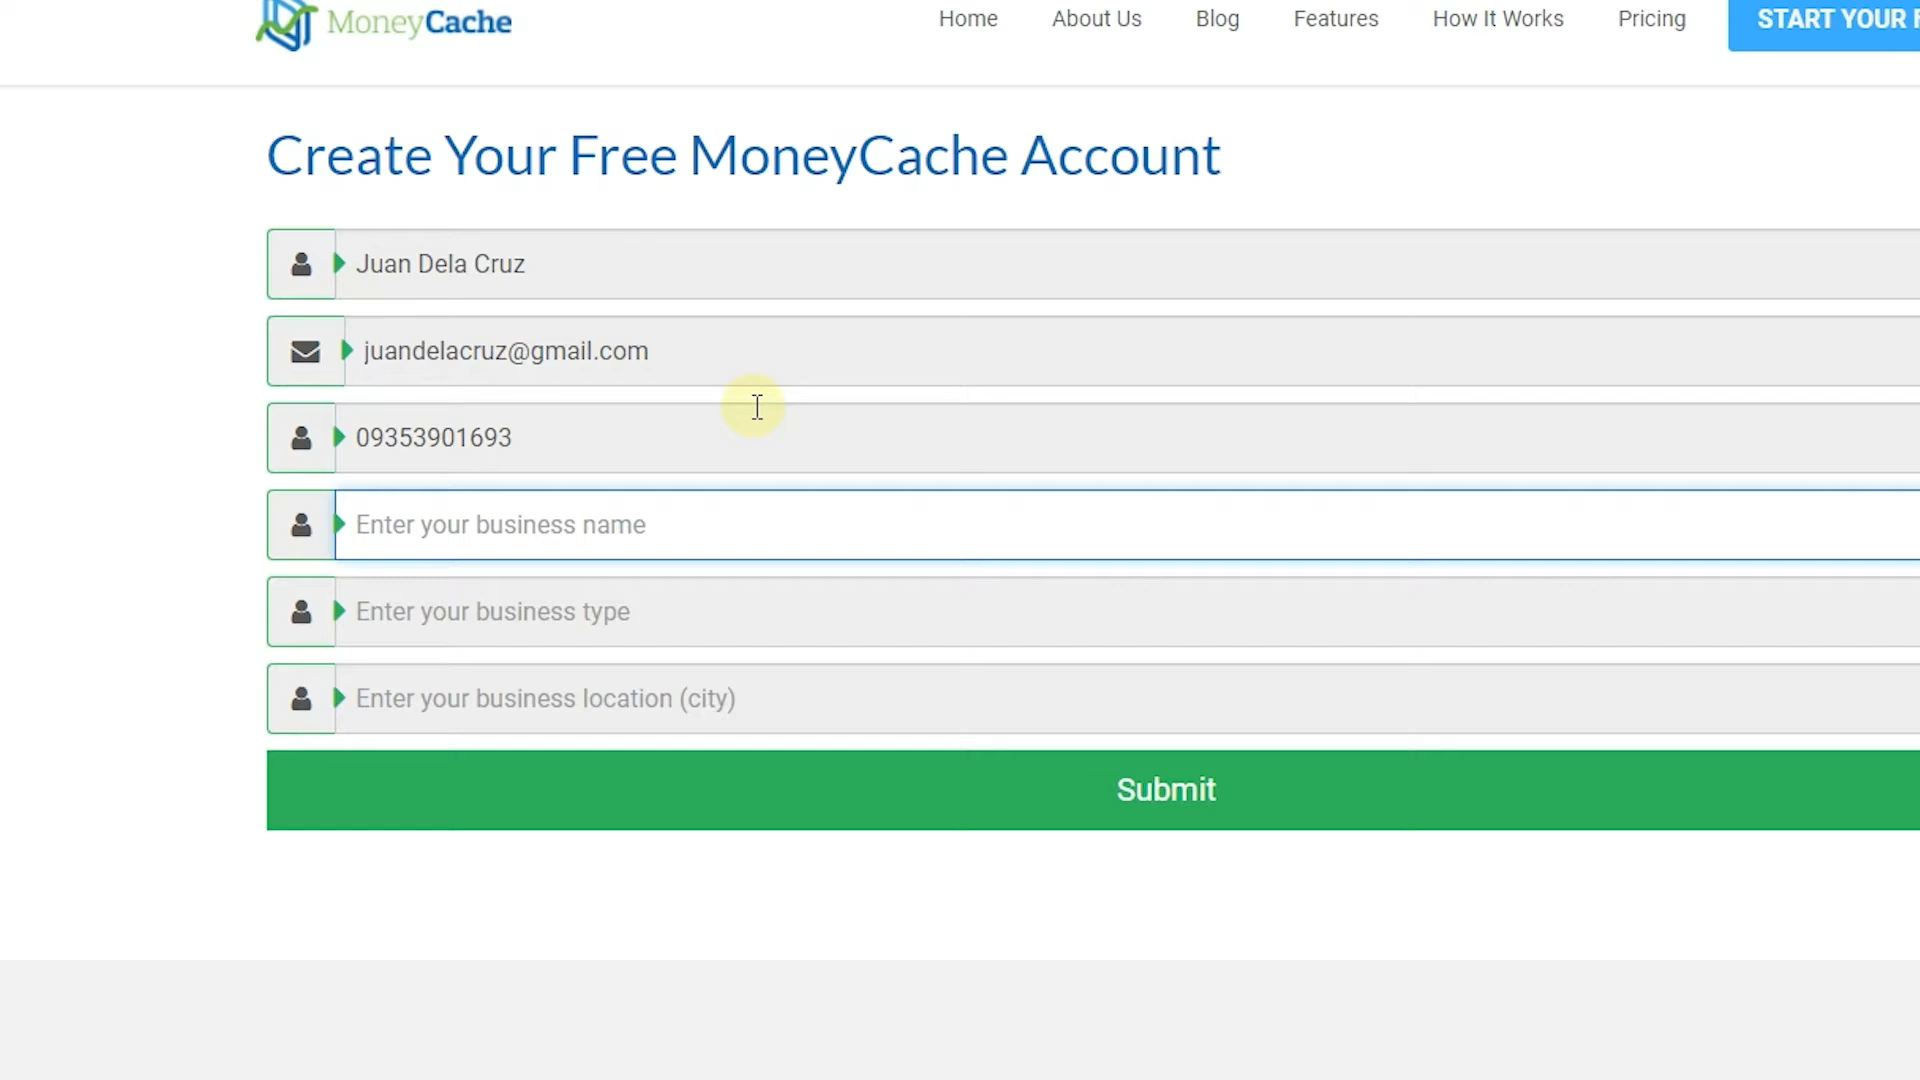 MoneyCache
Home About Us Blog Features How It Works Pricing START YOUR
Create Your Free MoneyCache Account
Juan Dela Cruz
juandelacruz@gmail.com
09353901693
Enter your business name
Enter your business type
Enter your business location (city)
Submit